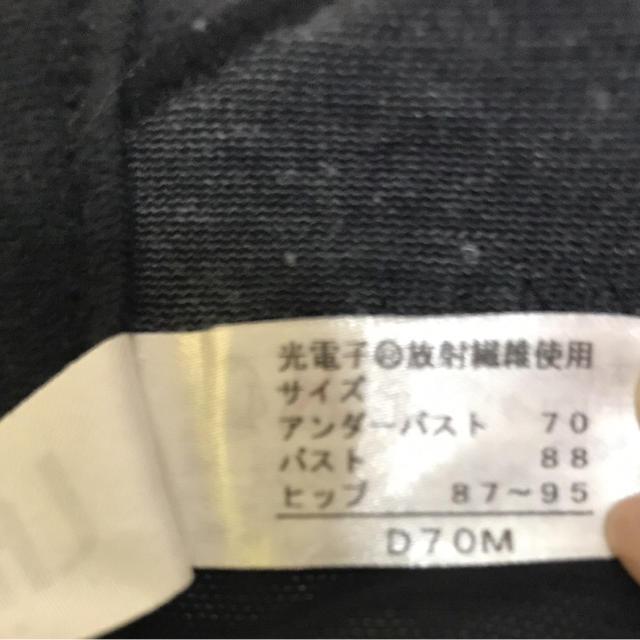 光電子®放射繊維使用
サイズ
アンダーバスト 70
バスト 88
ヒップ 87~95
D70M